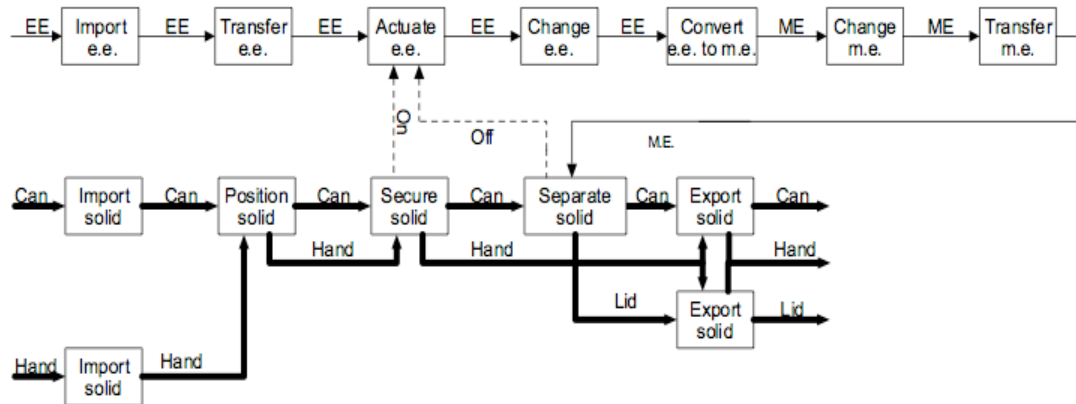 EE Import e.e. EE Transfer e.e. EE Actuate e.e. EE Change e.e. EE Convert e.e. to m.e. ME Change m.e. ME Transfer m.e.
On
Off
M.E.
Can Import solid Can Position solid Can Secure solid Can Separate solid Can Export solid Can
Hand Hand Hand
Lid Export solid Lid
Hand Import solid Hand